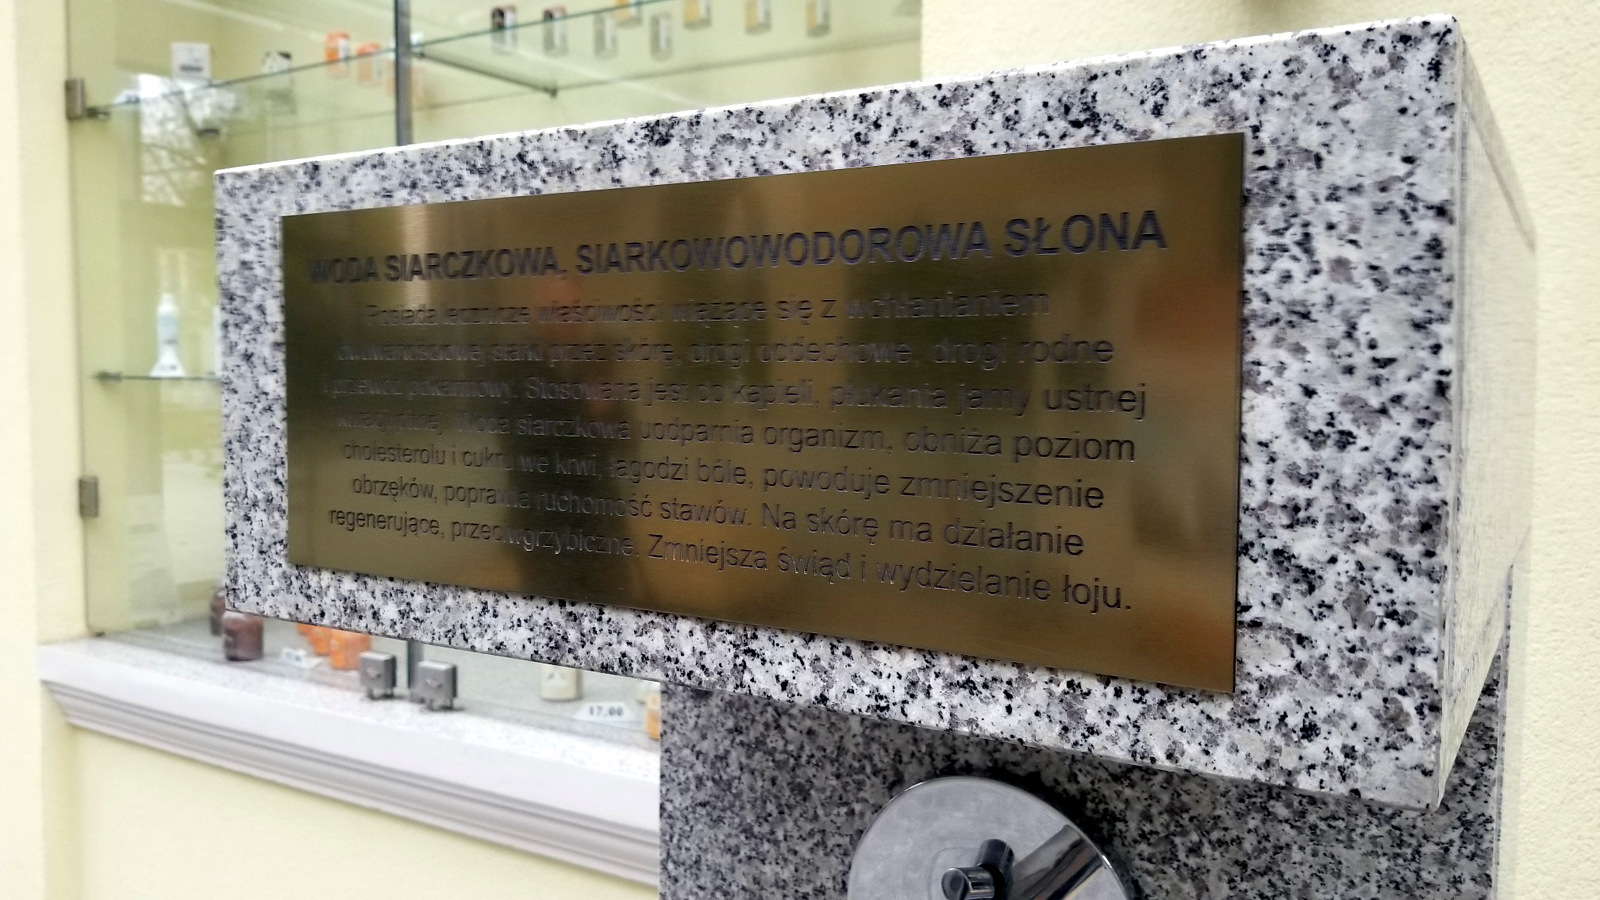 WODA SIARCZKOWA. SIARKOWOWODOROWA SŁONA
Posiada lecznicze właściwości wiążące się z wchłanianiem
dwuwartościowej siarki przez skórę, drogi oddechowe, drogi rodne
i przewód pokarmowy. Stosowana jest do kąpieli, płukania jamy ustnej
Woda siarczkowa uodparnia organizm, obniża poziom
cholesterolu i cukru we krwi, łagodzi bóle, powoduje zmniejszenie
obrzęków, poprawia ruchomość stawów. Na skórę ma działanie
regenerujące, przeciwgrzybiczne. Zmniejsza świąd i wydzielanie łoju.
17,00